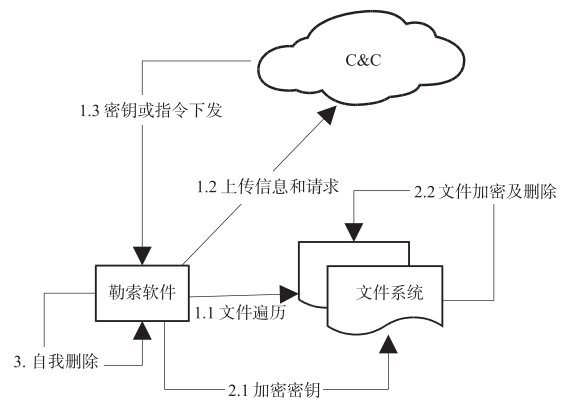 C&C
1.3 密钥或指令下发
1.2 上传信息和请求
2.2 文件加密及删除
勒索软件
文件系统
1.1 文件遍历
3. 自我删除
2.1 加密密钥